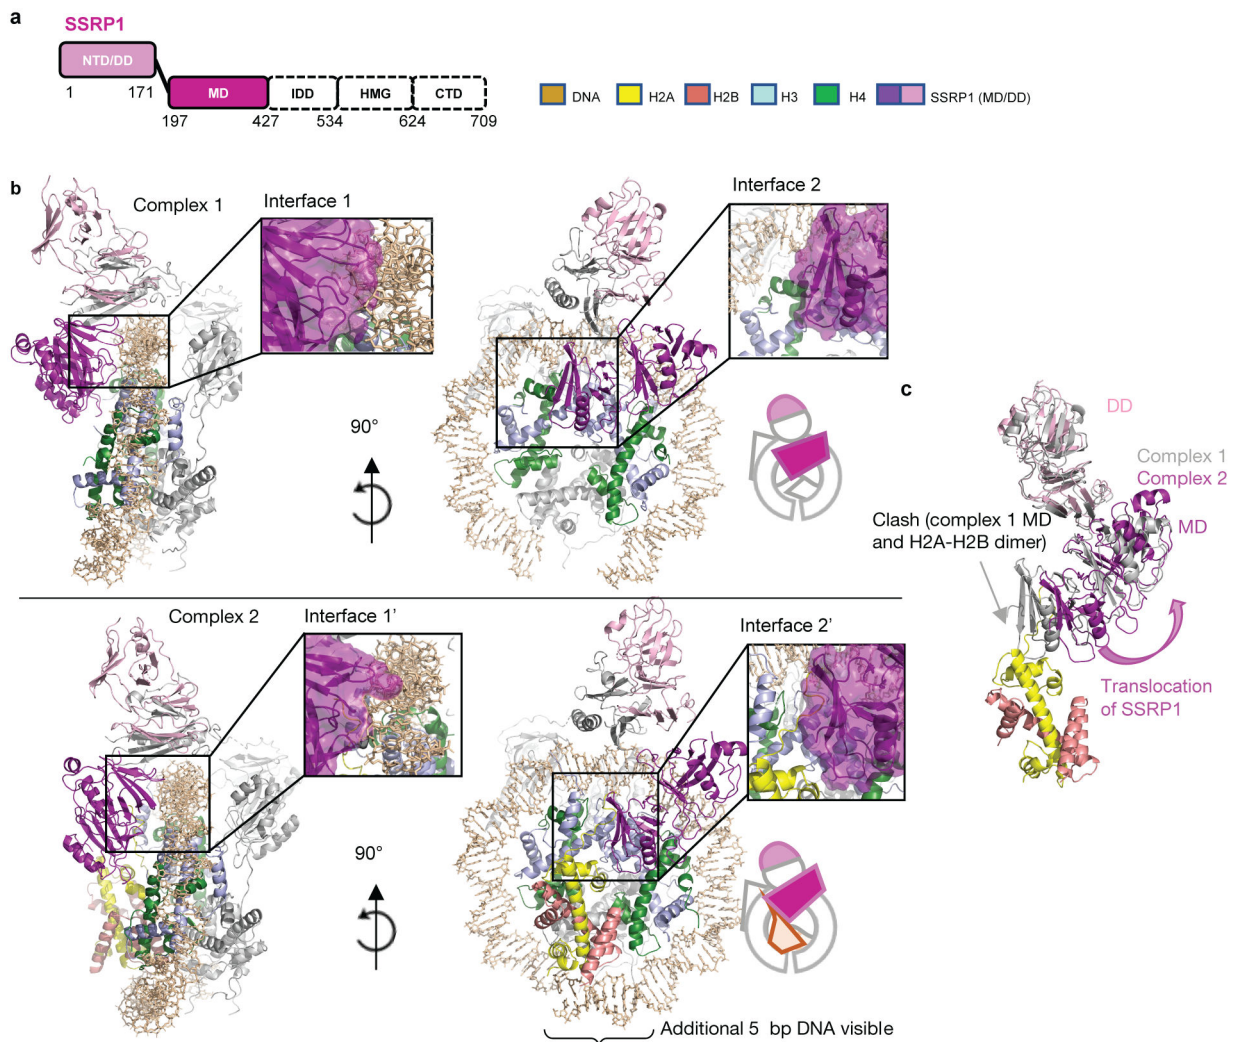 a
SSRP1
NTD/DD
1 171
MD IDD HMG CTD
197 427 534 624 709
DNA H2A H2B H3 H4 SSRP1 (MD/DD)
b
Complex 1
Interface 1
Interface 2
90°
c
DD
Complex 1
Complex 2
Clash (complex 1 MD
and H2A-H2B dimer)
MD
Translocation
of SSRP1
Complex 2
Interface 1’
Interface 2’
90°
Additional 5 bp DNA visible